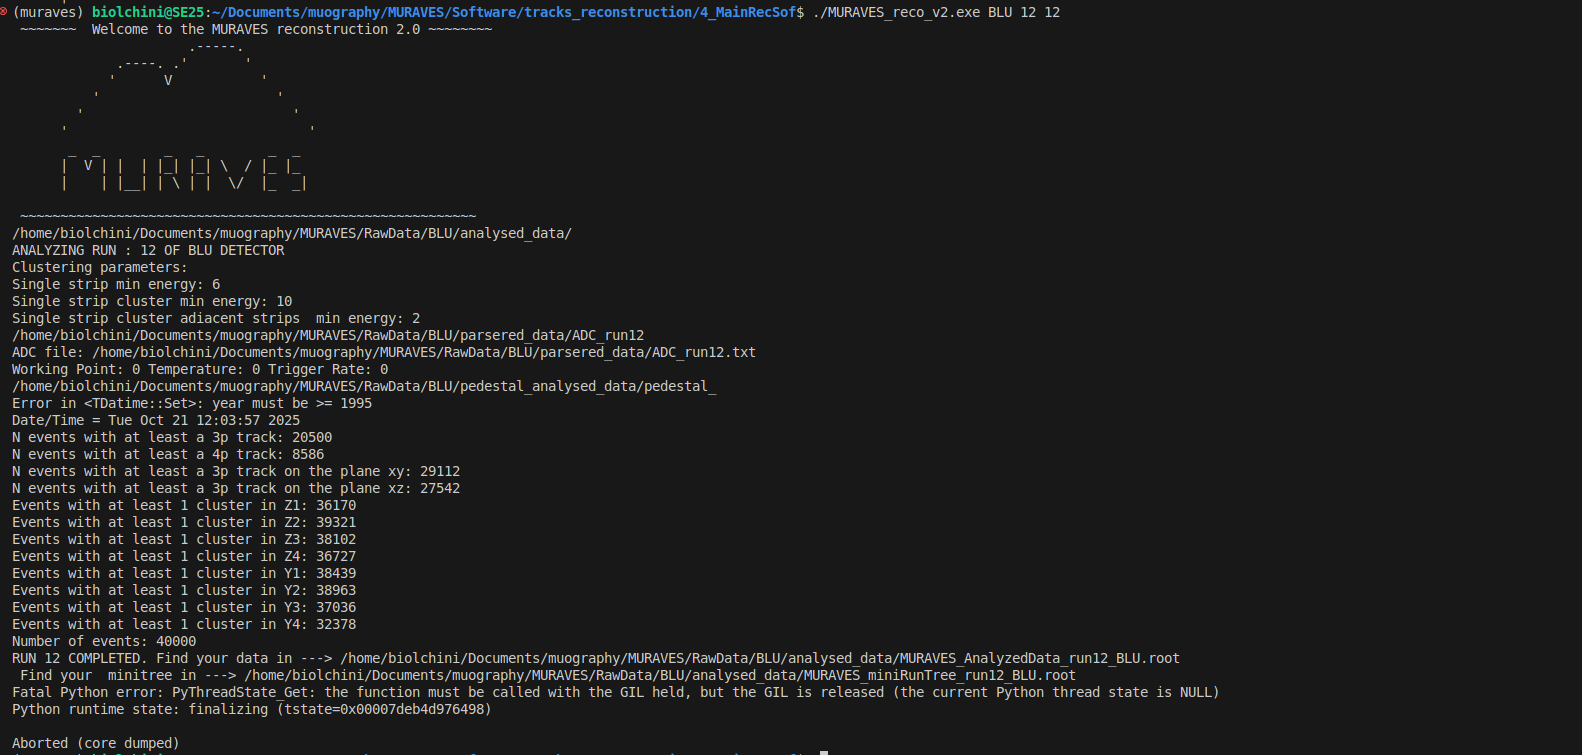 (muraves) biolchini@SE25:~/Documents/muography/MURAVES/Software/tracks_reconstruction/4_MainRecSof$ ./MURAVES_reco_v2.exe BLU 12 12
 ~~~~~~~  Welcome to the MURAVES reconstruction 2.0 ~~~~~~~~
                      .-----.
             .----. .'       '
            '      V           '
          '                      '
        '                          '
      '                              '
       _  _        _   _        _  _
      |  V | |  | |_| |_| \  / |_ |_
      |    | |__| | \ | |  \/  |_  _|
 ~~~~~~~~~~~~~~~~~~~~~~~~~~~~~~~~~~~~~~~~~~~~~~~~~~~~~~~~~
/home/biolchini/Documents/muography/MURAVES/RawData/BLU/analysed_data/
ANALYZING RUN : 12 OF BLU DETECTOR
Clustering parameters:
Single strip min energy: 6
Single strip cluster min energy: 10
Single strip cluster adiacent strips  min energy: 2
/home/biolchini/Documents/muography/MURAVES/RawData/BLU/parsered_data/ADC_run12
ADC file: /home/biolchini/Documents/muography/MURAVES/RawData/BLU/parsered_data/ADC_run12.txt
Working Point: 0 Temperature: 0 Trigger Rate: 0
/home/biolchini/Documents/muography/MURAVES/RawData/BLU/pedestal_analysed_data/pedestal_
Error in <TDatime::Set>: year must be >= 1995
Date/Time = Tue Oct 21 12:03:57 2025
N events with at least a 3p track: 20500
N events with at least a 4p track: 8586
N events with at least a 3p track on the plane xy: 29112
N events with at least a 3p track on the plane xz: 27542
Events with at least 1 cluster in Z1: 36170
Events with at least 1 cluster in Z2: 39321
Events with at least 1 cluster in Z3: 38102
Events with at least 1 cluster in Z4: 36727
Events with at least 1 cluster in Y1: 38439
Events with at least 1 cluster in Y2: 38963
Events with at least 1 cluster in Y3: 37036
Events with at least 1 cluster in Y4: 32378
Number of events: 40000
RUN 12 COMPLETED. Find your data in ---> /home/biolchini/Documents/muography/MURAVES/RawData/BLU/analysed_data/MURAVES_AnalyzedData_run12_BLU.root
 Find your  minitree in ---> /home/biolchini/Documents/muography/MURAVES/RawData/BLU/analysed_data/MURAVES_miniRunTree_run12_BLU.root
Fatal Python error: PyThreadState_Get: the function must be called with the GIL held, but the GIL is released (the current Python thread state is NULL)
Python runtime state: finalizing (tstate=0x00007deb4d976498)
Aborted (core dumped)